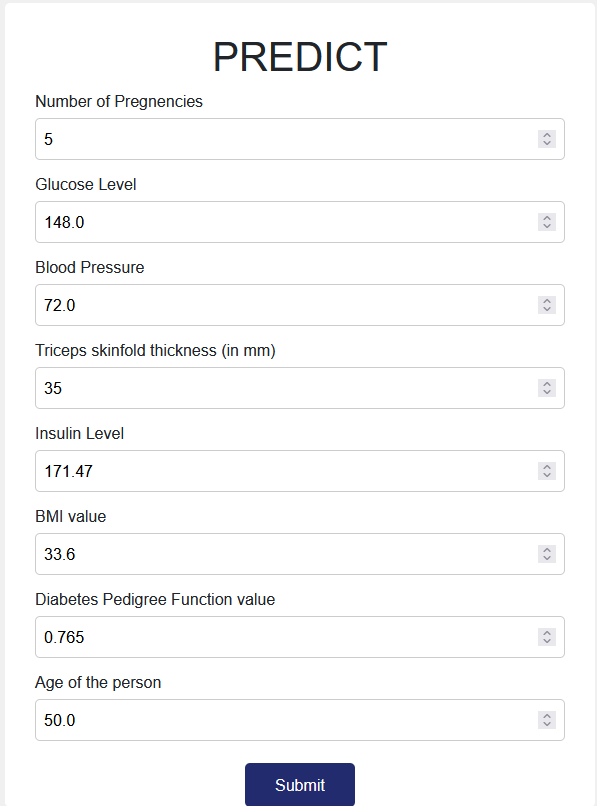 PREDICT
Number of Pregnencies
5
Glucose Level
148.0
Blood Pressure
72.0
Triceps skinfold thickness (in mm)
35
Insulin Level
171.47
BMI value
33.6
Diabetes Pedigree Function value
0.765
Age of the person
50.0
Submit